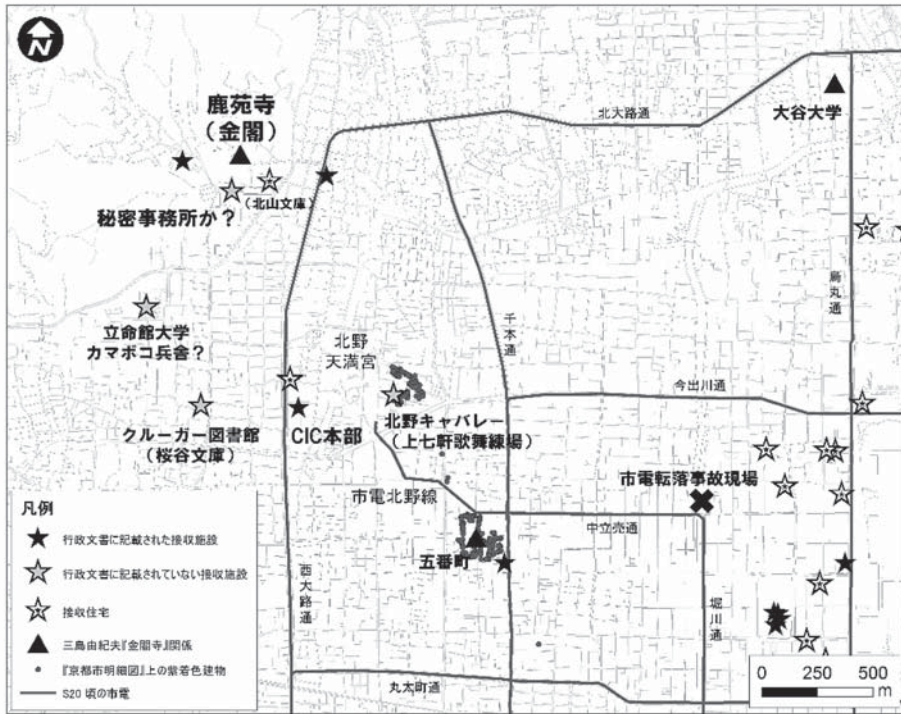 N
鹿苑寺
（金閣）
北大路通
大谷大学
（北山文庫）
秘密事務所か？
烏丸通
立命館大学
カマボコ兵舎？
北野
天満宮
千本通
今出川通
クルーガー図書館
（桜谷文庫）
CIC本部
北野キャバレー
（上七軒歌舞練場）
市電北野線
市電転落事故現場
中立売通
五番町
西大路通
堀川通
丸太町通
凡例
行政文書に記載された接収施設
行政文書に記載されていない接収施設
接収住宅
三島由紀夫『金閣寺』関係
『京都市明細図』上の紫着色建物
S20 頃の市電
0 250 500
m